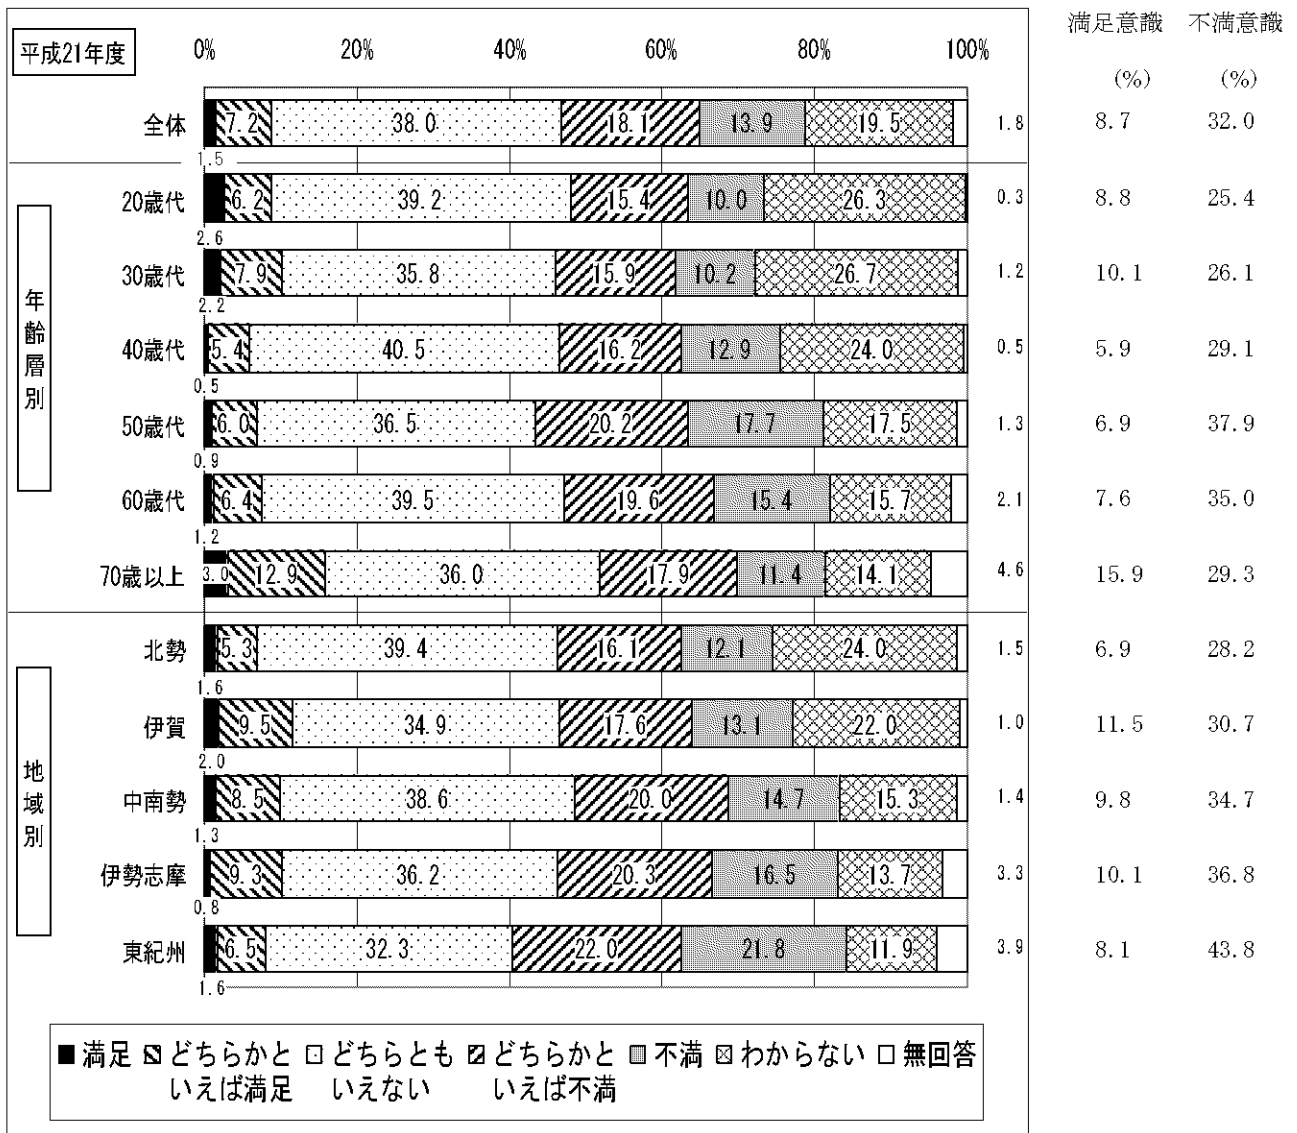 満足意識 不満意識
平成21年度 0% 20% 40% 60% 80% 100%
(%) (%)
全体 7.2 38.0 18.1 13.9 19.5 1.8 8.7 32.0
1.5
20歳代 6.2 39.2 15.4 10.0 26.3 0.3 8.8 25.4
2.6
30歳代 7.9 35.8 15.9 10.2 26.7 1.2 10.1 26.1
2.2
40歳代 5.4 40.5 16.2 12.9 24.0 0.5 5.9 29.1
0.5
年齢層別
50歳代 6.0 36.5 20.2 17.7 17.5 1.3 6.9 37.9
0.9
60歳代 6.4 39.5 19.6 15.4 15.7 2.1 7.6 35.0
1.2
70歳以上 3.0 12.9 36.0 17.9 11.4 14.1 4.6 15.9 29.3
北勢 5.3 39.4 16.1 12.1 24.0 1.5 6.9 28.2
1.6
伊賀 9.5 34.9 17.6 13.1 22.0 1.0 11.5 30.7
2.0
地域別
中南勢 8.5 38.6 20.0 14.7 15.3 1.4 9.8 34.7
1.3
伊勢志摩 9.3 36.2 20.3 16.5 13.7 3.3 10.1 36.8
0.8
東紀州 6.5 32.3 22.0 21.8 11.9 3.9 8.1 43.8
1.6
満足 どちらかと どちらとも どちらかと 不満 わからない 無回答
いえば満足 いえない いえば不満